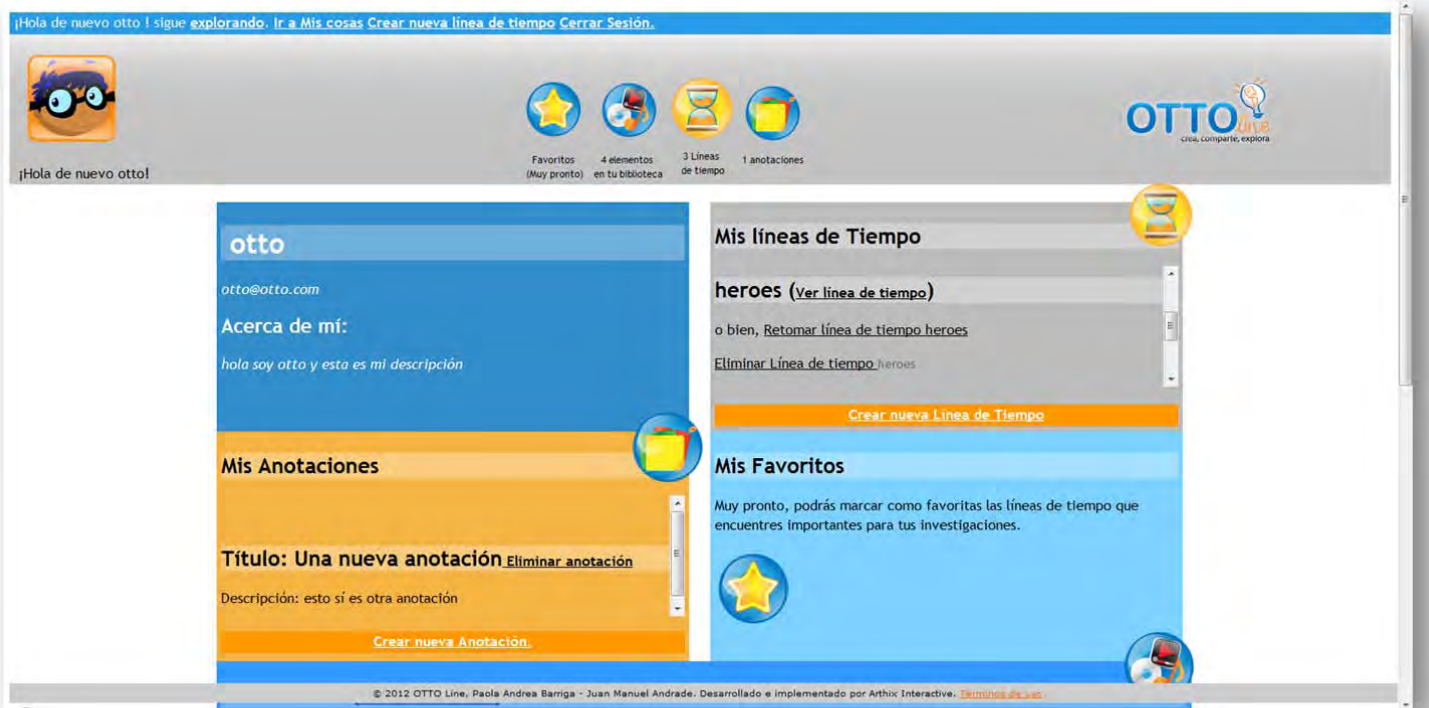 ¡Hola de nuevo otto ! sigue explorando. Ir a Mis cosas Crear nueva línea de tiempo Cerrar Sesión.
OTTO Line
crea, comparte, explora
Favoritos
(Muy pronto)
4 elementos
en tu biblioteca
3 Líneas
de tiempo
1 anotaciones
¡Hola de nuevo otto!
otto
otto@otto.com
Acerca de mí:
hola soy otto y esta es mi descripción
Mis líneas de Tiempo
heroes (Ver línea de tiempo)
o bien, Retomar línea de tiempo heroes
Eliminar Línea de tiempo heroes
Crear nueva Línea de Tiempo
Mis Anotaciones
Título: Una nueva anotación Eliminar anotación
Descripción: esto sí es otra anotación
Crear nueva Anotación.
Mis Favoritos
Muy pronto, podrás marcar como favoritas las líneas de tiempo que
encuentres importantes para tus investigaciones.
© 2012 OTTO Line, Paola Andrea Barriga - Juan Manuel Andrade. Desarrollado e implementado por Arthix Interactive. Términos de uso